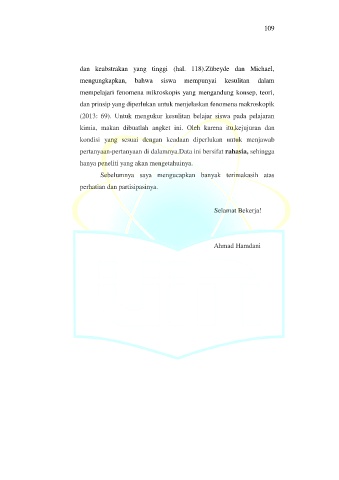 109
dan keabstrakan yang tinggi (hal. 118).Zübeyde dan Michael,
mengungkapkan, bahwa siswa mempunyai kesulitan dalam
mempelajari fenomena mikroskopis yang mengandung konsep, teori,
dan prinsip yang diperlukan untuk menjelaskan fenomena makroskopik
(2013: 69). Untuk mengukur kesulitan belajar siswa pada pelajaran
kimia, makan dibuatlah angket ini. Oleh karena itu,kejujuran dan
kondisi yang sesuai dengan keadaan diperlukan untuk menjawab
pertanyaan-pertanyaan di dalamnya.Data ini bersifat rahasia, sehingga
hanya peneliti yang akan mengetahuinya.
Sebelumnya saya mengucapkan banyak terimakasih atas
perhatian dan partisipasinya.
Selamat Bekerja!
Ahmad Hamdani